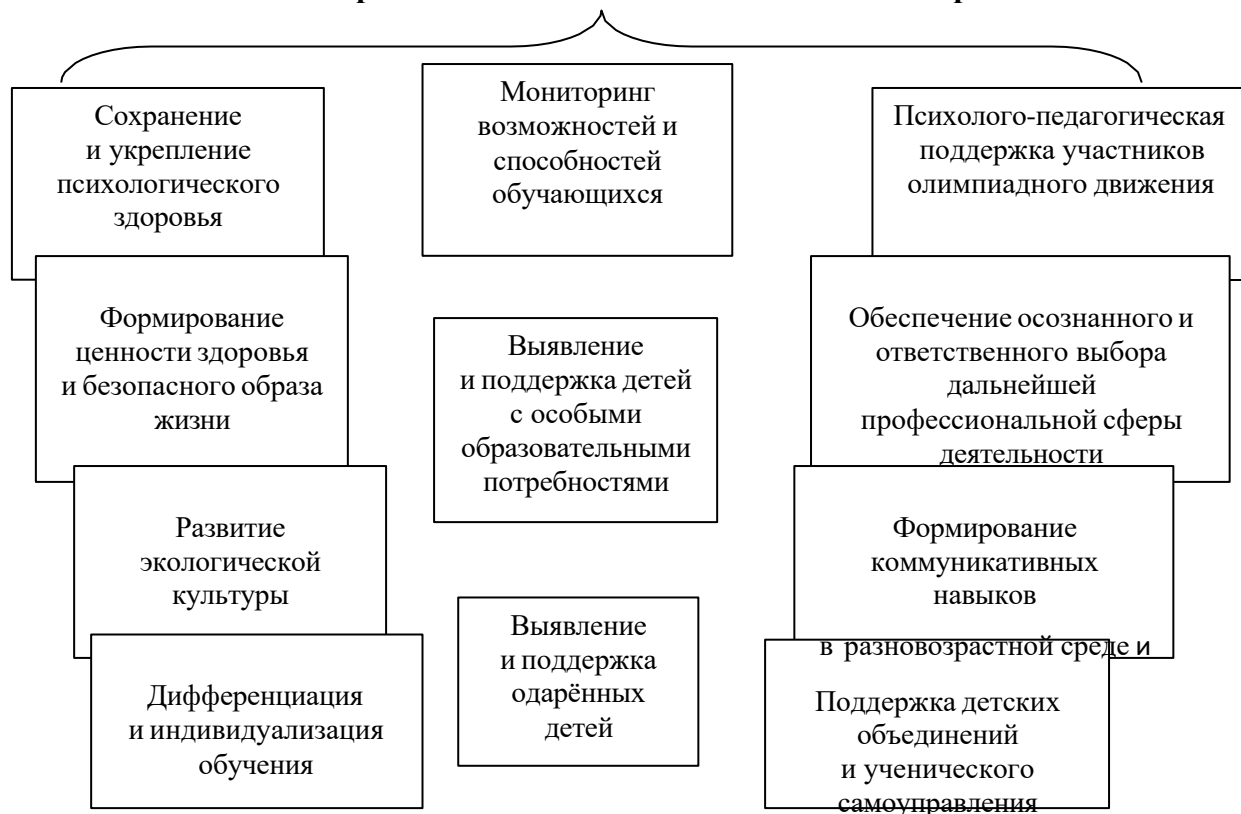 Сохранение
и укрепление
психологического
здоровья
Формирование
ценности здоровья
и безопасного образа
жизни
Развитие
экологической
культуры
Дифференциация
и индивидуализация
обучения
Мониторинг
возможностей и
способностей
обучающихся
Выявление
и поддержка детей
с особыми
образовательными
потребностями
Выявление
и поддержка
одарённых
детей
Психолого-педагогическая
поддержка участников
олимпиадного движения
Обеспечение осознанного и
ответственного выбора
дальнейшей
профессиональной сферы
деятельности
Формирование
коммуникативных
навыков
в разновозрастной среде и
Поддержка детских
объединений
и ученического
самоуправления